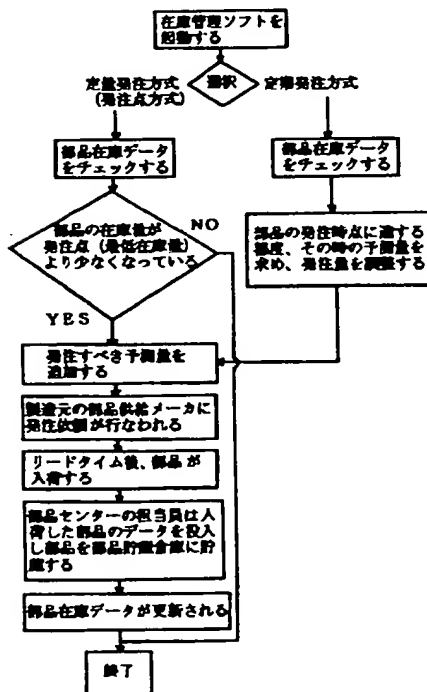 在庫管理ソフトを
起動する
選択
定量発注方式
(発注点方式)
定期発注方式
部品在庫データ
をチェックする
部品在庫データ
をチェックする
部品の在庫量が
発注点(最低在庫量)
より少なくなっている
NO
YES
部品の発注時点に達する
都度、その時の予測量を
求め、発注量を調整する
発注すべき予測量を
追加する
製造元の部品供給メーカに
発注依頼が行なわれる
リードタイム後、部品が
入荷する
部品センターの担当員は入
荷した部品のデータを投入
し部品を部品貯蔵倉庫に貯
蔵する
部品在庫データが更新される
終了